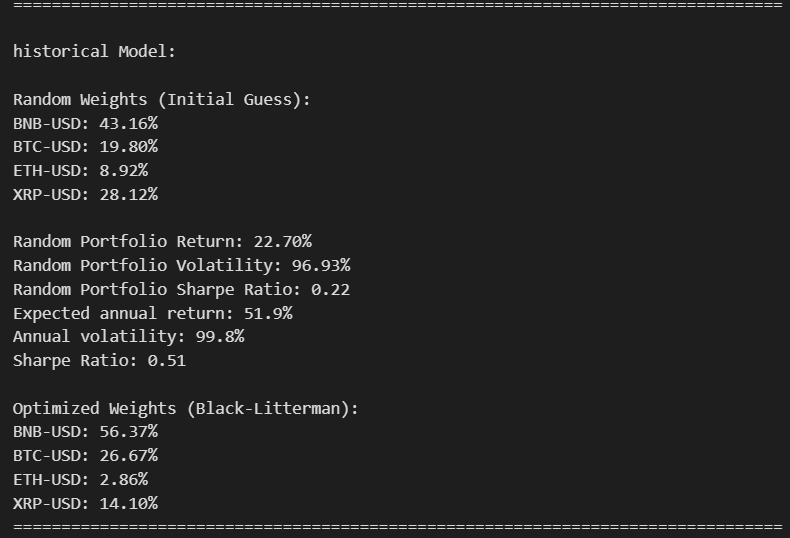 ================================================================================
historical Model:
Random Weights (Initial Guess):
BNB-USD: 43.16%
BTC-USD: 19.80%
ETH-USD: 8.92%
XRP-USD: 28.12%
Random Portfolio Return: 22.70%
Random Portfolio Volatility: 96.93%
Random Portfolio Sharpe Ratio: 0.22
Expected annual return: 51.9%
Annual volatility: 99.8%
Sharpe Ratio: 0.51
Optimized Weights (Black-Litterman):
BNB-USD: 56.37%
BTC-USD: 26.67%
ETH-USD: 2.86%
XRP-USD: 14.10%
================================================================================